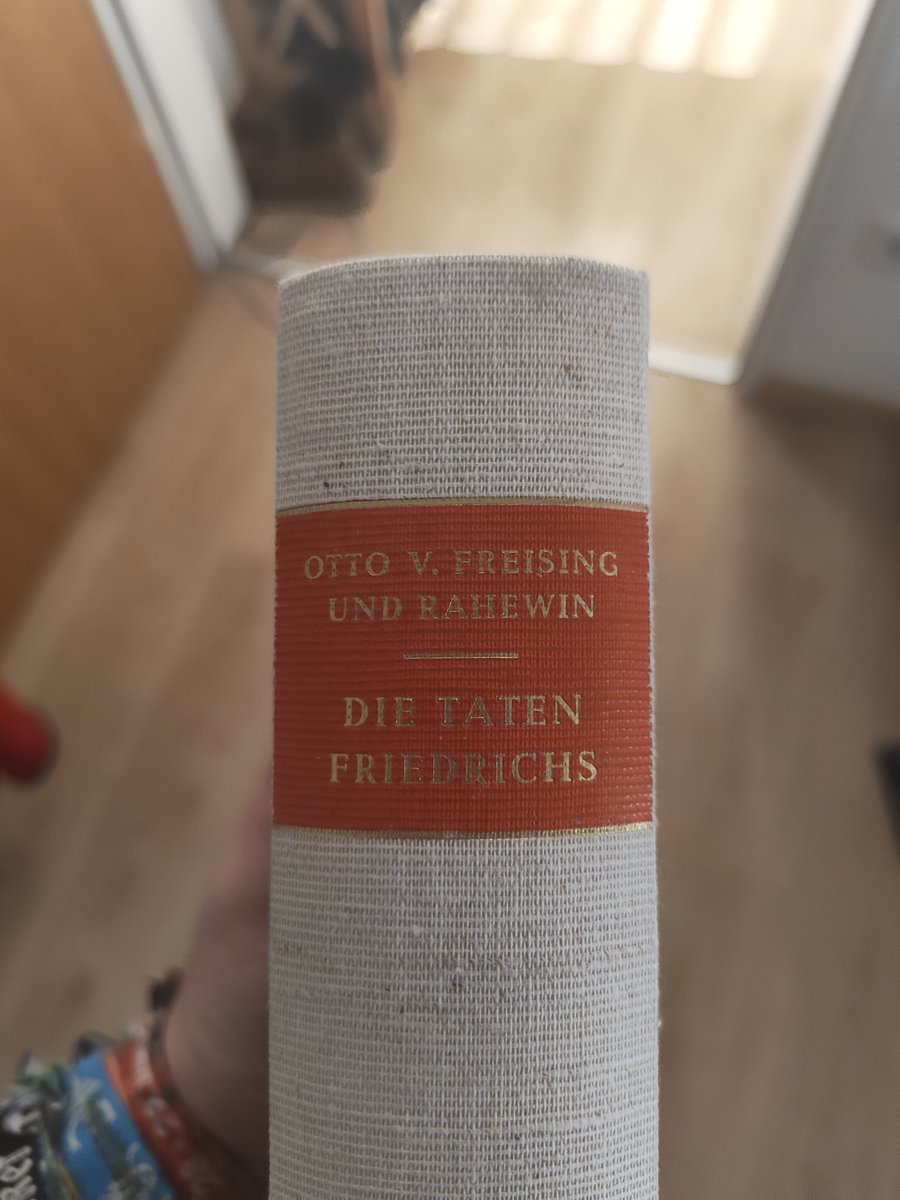 OTTO V. FREISING
UND RAHEWIN
DIE TATEN
FRIEDRICHS